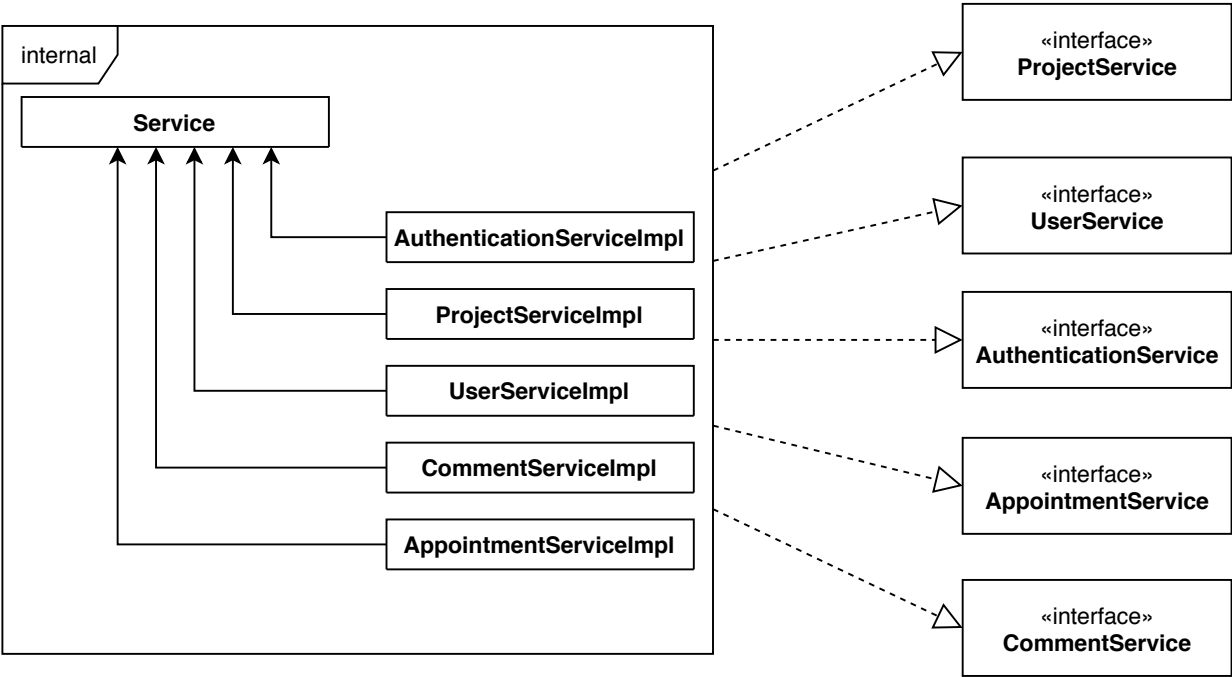 internal
Service
AuthenticationServiceImpl
ProjectServiceImpl
UserServiceImpl
CommentServiceImpl
AppointmentServiceImpl
«interface»
ProjectService
«interface»
UserService
«interface»
AuthenticationService
«interface»
AppointmentService
«interface»
CommentService